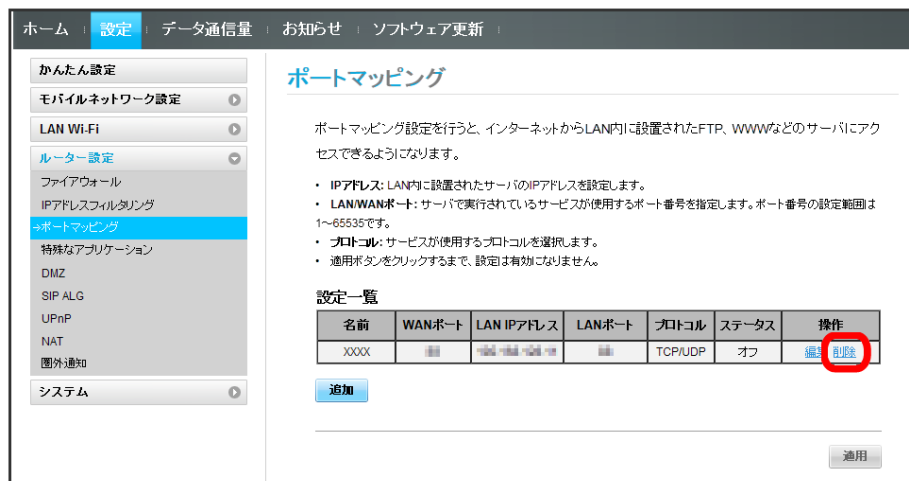 ホーム 設定 データ通信量 お知らせ ソフトウェア更新
かんたん設定
モバイルネットワーク設定
LAN Wi-Fi
ルーター設定
ファイアウォール
IPアドレスフィルタリング
→ポートマッピング
特殊なアプリケーション
DMZ
SIP ALG
UPnP
NAT
圏外通知
システム
ポートマッピング
ポートマッピング設定を行うと、インターネットからLAN内に設置されたFTP、WWWなどのサーバにアク
セスできるようになります。
・ IPアドレス: LAN内に設置されたサーバのIPアドレスを設定します。
・ LAN/WANポート: サーバで実行されているサービスが使用するポート番号を指定します。ポート番号の設定範囲は
1~65535です。
・ プロトコル: サービスが使用するプロトコルを選択します。
・ 適用ボタンをクリックするまで、設定は有効になりません。
設定一覧
名前 WANポート LAN IPアドレス LANポート プロトコル ステータス 操作
XXXX TCP/UDP オフ 編集 削除
追加
適用